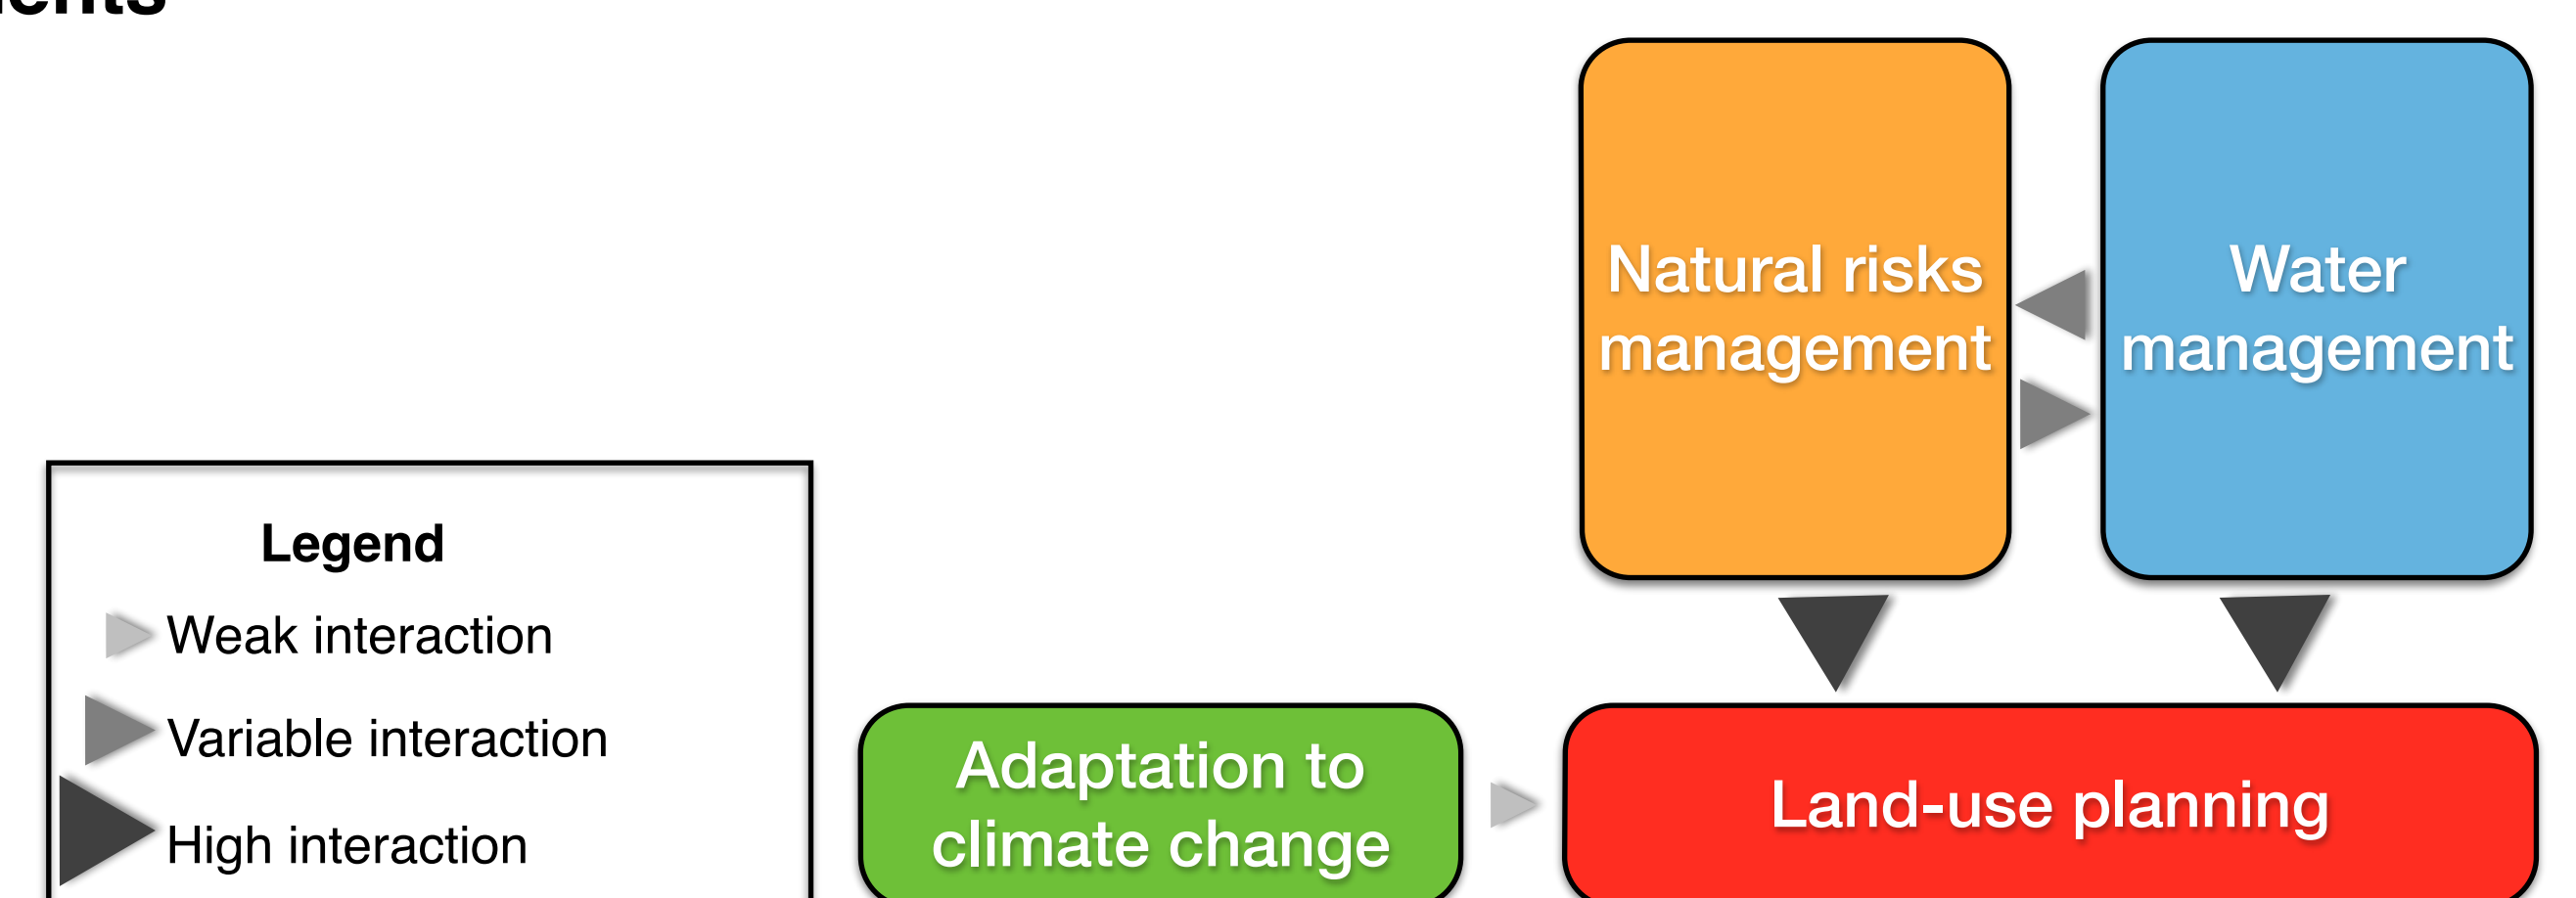 Natural risks
management
Water
management
Legend
Weak interaction
Variable interaction
High interaction
Adaptation to
climate change
Land-use planning